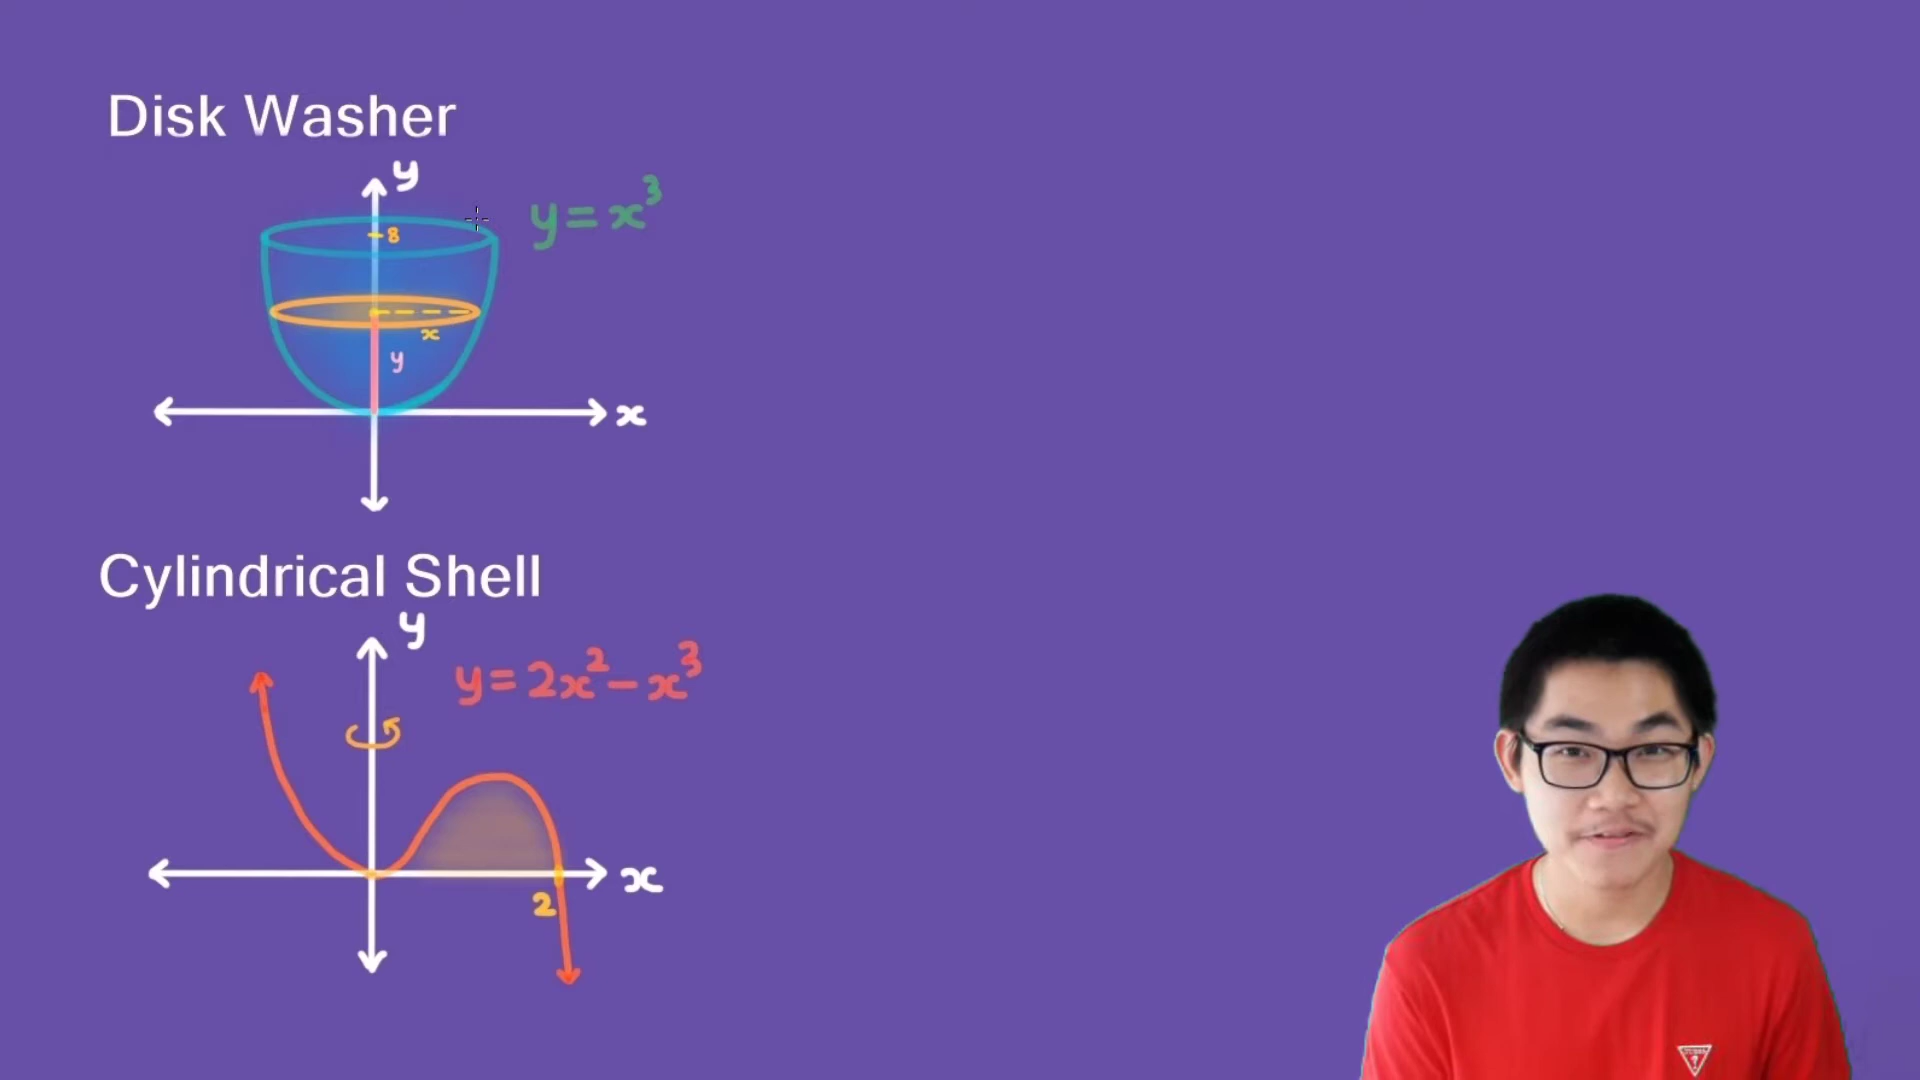 Disk Washer
y
y=x³
8
x
y
x
Cylindrical Shell
y
y=2x²-x³
x
2